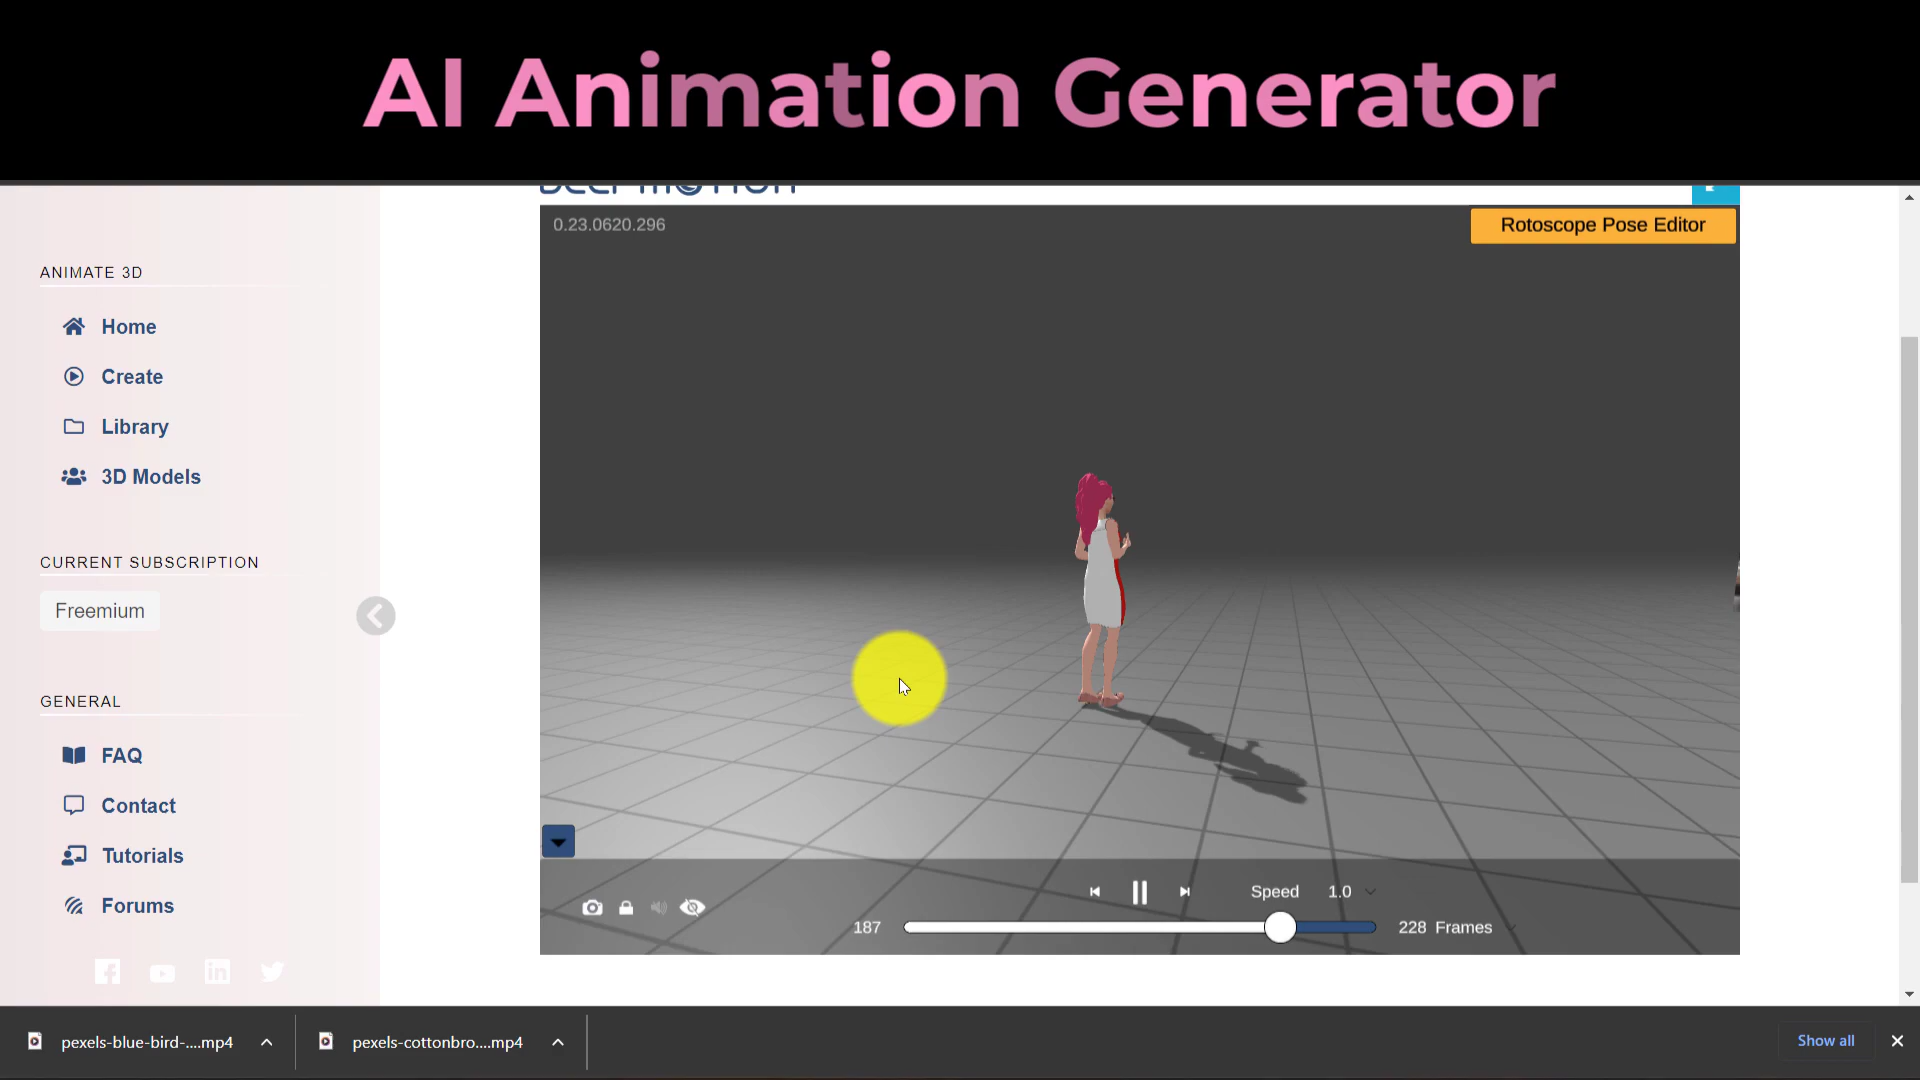 AI Animation Generator
0.23.0620.296
Rotoscope Pose Editor
ANIMATE 3D
Home
Create
Library
3D Models
CURRENT SUBSCRIPTION
Freemium
GENERAL
FAQ
Contact
Tutorials
Forums
Speed 1.0
187
228 Frames
pexels-blue-bird-....mp4
pexels-cottonbro....mp4
Show all